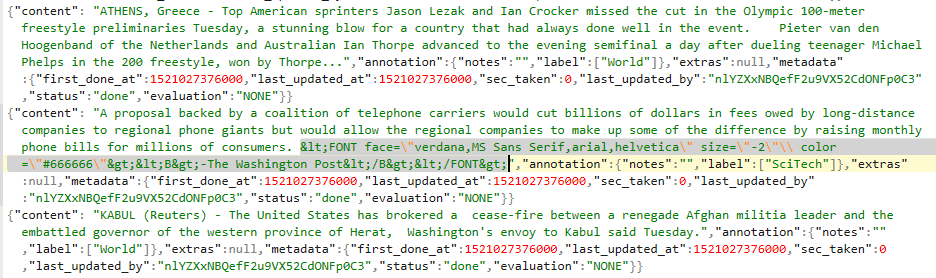 {"content": "ATHENS, Greece - Top American sprinters Jason Lezak and Ian Crocker missed the cut in the Olympic 100-meter
freestyle preliminaries Tuesday, a stunning blow for a country that had always done well in the event.    Pieter van den
Hoogenband of the Netherlands and Australian Ian Thorpe advanced to the evening semifinal a day after dueling teenager Michael
Phelps in the 200 freestyle, won by Thorpe...","annotation":{"notes":"","label":["World"]},"extras":null,"metadata"
:{"first_done_at":1521027376000,"last_updated_at":1521027376000,"sec_taken":0,"last_updated_by":"nlYZXxNBQefF2u9VX52CdONFp0C3"
,"status":"done","evaluation":"NONE"}}
{"content": "A proposal backed by a coalition of telephone carriers would cut billions of dollars in fees owed by long-distance
companies to regional phone giants but would allow the regional companies to make up some of the difference by raising monthly
phone bills for millions of consumers. &lt;FONT face=\"verdana,MS Sans Serif,arial,helvetica\" size=\"-2\"\\ color
=\"#666666\"&gt;&lt;B&gt;-The Washington Post&lt;/B&gt;&lt;/FONT&gt;","annotation":{"notes":"","label":["SciTech"]},"extras"
:null,"metadata":{"first_done_at":1521027376000,"last_updated_at":1521027376000,"sec_taken":0,"last_updated_by"
:"nlYZXxNBQefF2u9VX52CdONFp0C3","status":"done","evaluation":"NONE"}}
{"content": "KABUL (Reuters) - The United States has brokered a  cease-fire between a renegade Afghan militia leader and the
embattled governor of the western province of Herat,  Washington's envoy to Kabul said Tuesday.","annotation":{"notes":""
,"label":["World"]},"extras":null,"metadata":{"first_done_at":1521027376000,"last_updated_at":1521027376000,"sec_taken":0
,"last_updated_by":"nlYZXxNBQefF2u9VX52CdONFp0C3","status":"done","evaluation":"NONE"}}